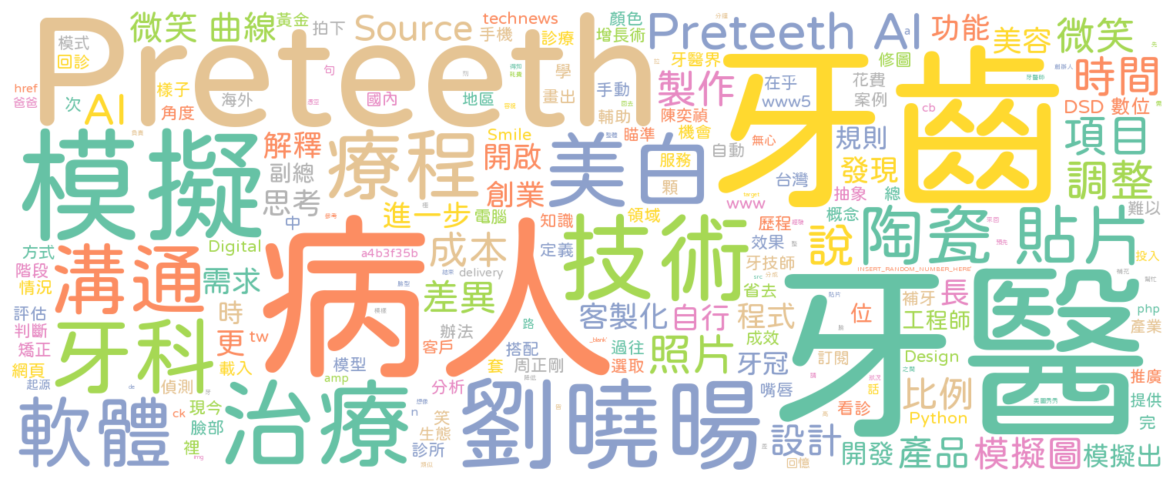 微笑 曲線
黃金
拍下
Source
technews
手機
診療
顏色
增長術
Preteeth AI
功能
美容
微笑
Preteeth
模式
回診
href
爸爸
次
AI
樣子
角度
海外
句
國內
地區
學
畫出
手動
輔助
牙醫界
修圖
製作
陳奕禎
瞄準
機會
在乎
www5
花費
案例
牙齒
cb
時間
DSD 數位
項目
調整
模擬
解釋
副總
思考
中
療程
Smile
開啟
創業
美白
服務
顆
自動
無心
規則
發現
台灣
抽象
總
www
概念
難以
進一步
電腦
知識
領域
歷程
方式
階段
情況
Digital
溝通
需求
a4b3f35b
病人
成本
delivery
定義
技術
效果
牙技師
省去
說
陶瓷 貼片
INSERT_RANDOM_NUMBER_HERE
投入
評估
判斷
矯正
牙科
時
更
tw
差異
辦法
客戶
路
客製化
自行
程式
過往
成效
位
補牙
長
工程師
牙醫
php
產業
網頁
起源
偵測
載入
模型
amp
套
搭配
周正剛
選取
照片
牙冠
嘴唇
訂閱
Design
話
看診
比例
Python
推廣
提供
完
軟體
ck
現今
臉部
裡
治療
分析
n
笑
生態
診所
劉曉暘
設計
回憶
開發
產品
模擬圖
模擬出